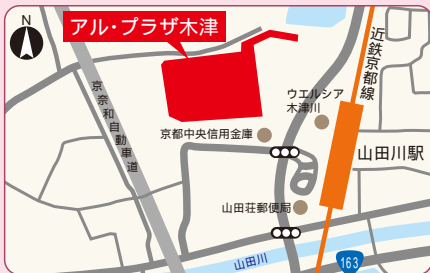 N
アル・プラザ木津
近鉄京都線
京奈和自動車道
ウエルシア
木津川
京都中央信用金庫
山田川駅
山田荘郵便局
山田川
163